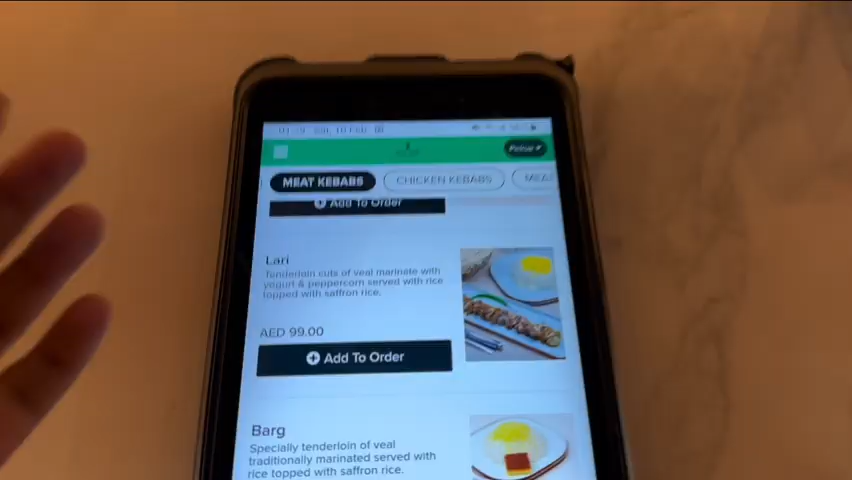 MEAT KEBABS
CHICKEN KEBABS
Add To Order
Lari
Tenderloin cuts of veal marinate with
yogurt & peppercorn served with rice
topped with saffron rice.
AED 99.00
Add To Order
Barg
Specially tenderloin of veal
traditionally marinated served with
rice topped with saffron rice.